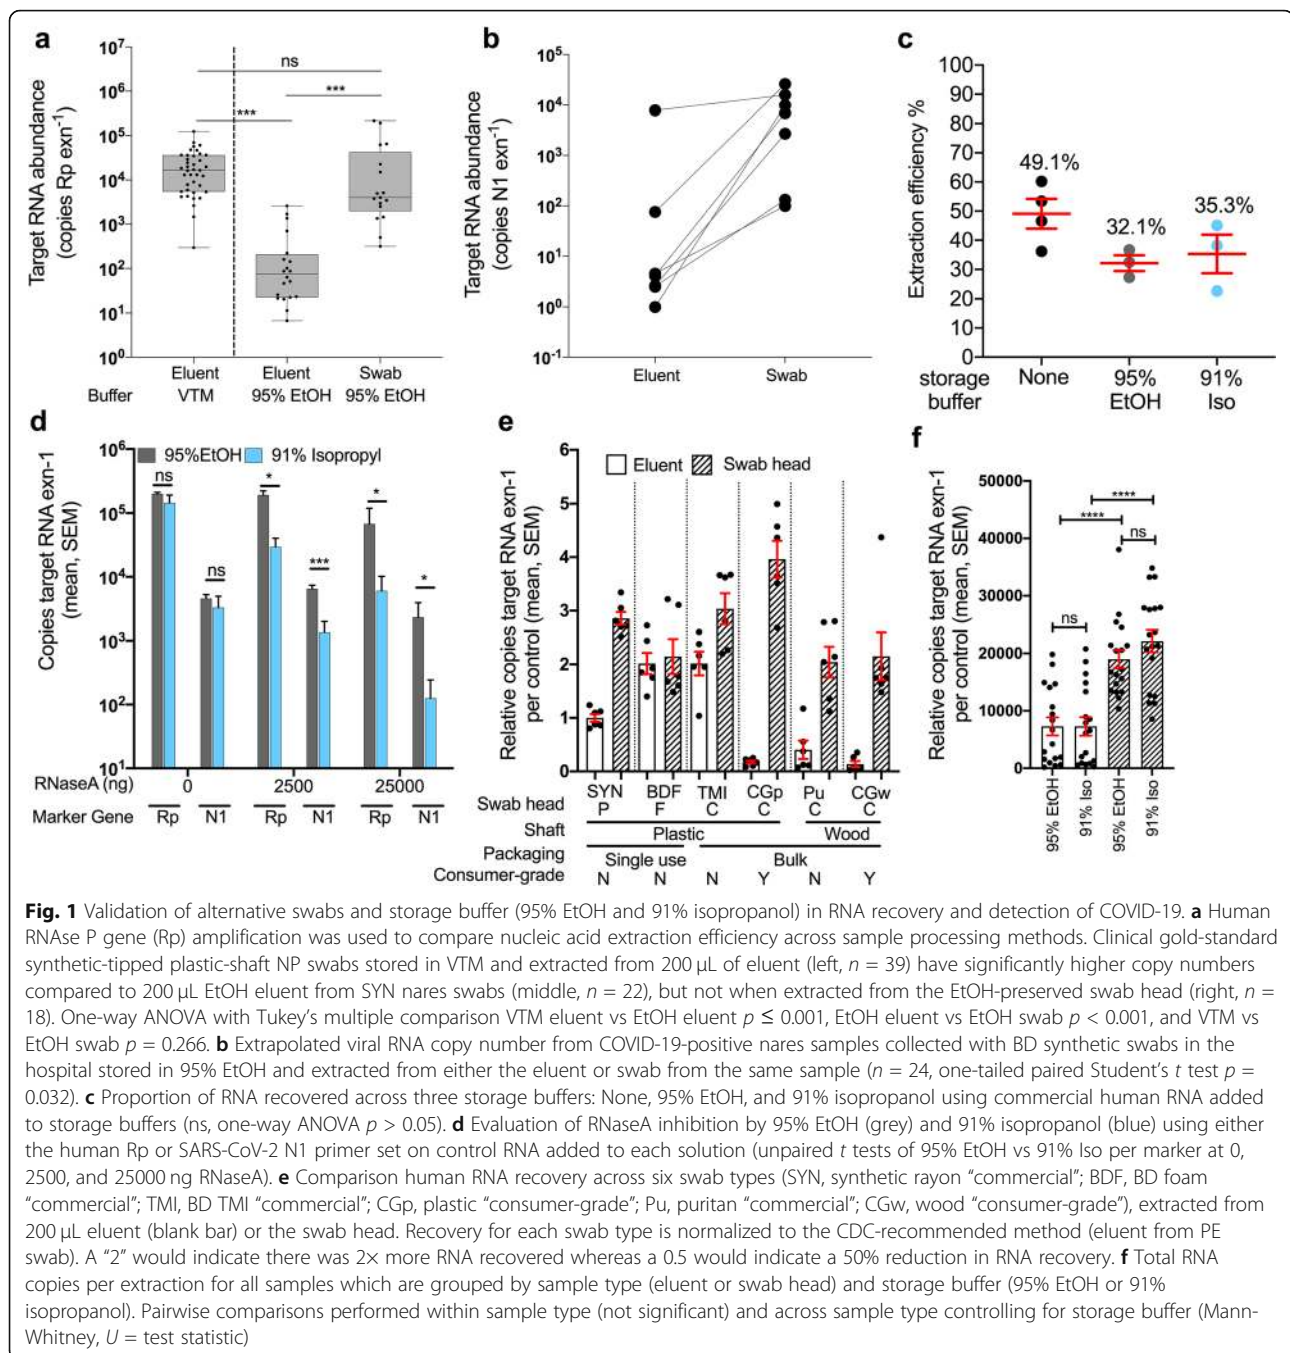 a
10^7
10^6
10^5
10^4
10^3
10^2
10^1
10^0
Target RNA abundance
(copies Rp exn^-1)
ns
***
***
Eluent
VTM
Eluent
95% EtOH
Swab
95% EtOH
Buffer
b
10^5
10^4
10^3
10^2
10^1
10^0
10^-1
Target RNA abundance
(copies N1 exn^-1)
Eluent
Swab
c
100
90
80
70
60
50
40
30
20
10
0
Extraction efficiency %
49.1%
32.1%
35.3%
storage
buffer
None
95%
EtOH
91%
Iso
d
10^6
10^5
10^4
10^3
10^2
10^1
Copies target RNA exn-1
(mean, SEM)
95%EtOH
91% Isopropyl
ns
ns
*
***
*
*
RNaseA (ng)
0
2500
25000
Marker Gene
Rp
N1
Rp
N1
Rp
N1
e
6
5
4
3
2
1
0
Relative copies target RNA exn-1
per control (mean, SEM)
Eluent
Swab head
SYN
BDF
TMI
CGp
Pu
CGw
Swab head
P
F
C
C
C
C
Shaft
Plastic
Wood
Packaging
Single use
Bulk
Consumer-grade
N
N
N
Y
N
Y
f
50000
40000
30000
20000
10000
0
Relative copies target RNA exn-1
per control (mean, SEM)
****
****
ns
ns
95% EtOH
91% Iso
95% EtOH
91% Iso
Fig. 1 Validation of alternative swabs and storage buffer (95% EtOH and 91% isopropanol) in RNA recovery and detection of COVID-19. a Human
RNAse P gene (Rp) amplification was used to compare nucleic acid extraction efficiency across sample processing methods. Clinical gold-standard
synthetic-tipped plastic-shaft NP swabs stored in VTM and extracted from 200 μL of eluent (left, n = 39) have significantly higher copy numbers
compared to 200 μL EtOH eluent from SYN nares swabs (middle, n = 22), but not when extracted from the EtOH-preserved swab head (right, n =
18). One-way ANOVA with Tukey's multiple comparison VTM eluent vs EtOH eluent p ≤ 0.001, EtOH eluent vs EtOH swab p < 0.001, and VTM vs
EtOH swab p = 0.266. b Extrapolated viral RNA copy number from COVID-19-positive nares samples collected with BD synthetic swabs in the
hospital stored in 95% EtOH and extracted from either the eluent or swab from the same sample (n = 24, one-tailed paired Student's t test p =
0.032). c Proportion of RNA recovered across three storage buffers: None, 95% EtOH, and 91% isopropanol using commercial human RNA added
to storage buffers (ns, one-way ANOVA p > 0.05). d Evaluation of RNaseA inhibition by 95% EtOH (grey) and 91% isopropanol (blue) using either
the human Rp or SARS-CoV-2 N1 primer set on control RNA added to each solution (unpaired t tests of 95% EtOH vs 91% Iso per marker at 0,
2500, and 25000 ng RNaseA). e Comparison human RNA recovery across six swab types (SYN, synthetic rayon "commercial"; BDF, BD foam
"commercial"; TMI, BD TMI "commercial"; CGp, plastic "consumer-grade"; Pu, puritan "commercial"; CGw, wood "consumer-grade"), extracted from
200 μL eluent (blank bar) or the swab head. Recovery for each swab type is normalized to the CDC-recommended method (eluent from PE
swab). A "2" would indicate there was 2× more RNA recovered whereas a 0.5 would indicate a 50% reduction in RNA recovery. f Total RNA
copies per extraction for all samples which are grouped by sample type (eluent or swab head) and storage buffer (95% EtOH or 91%
isopropanol). Pairwise comparisons performed within sample type (not significant) and across sample type controlling for storage buffer (Mann-
Whitney, U = test statistic)